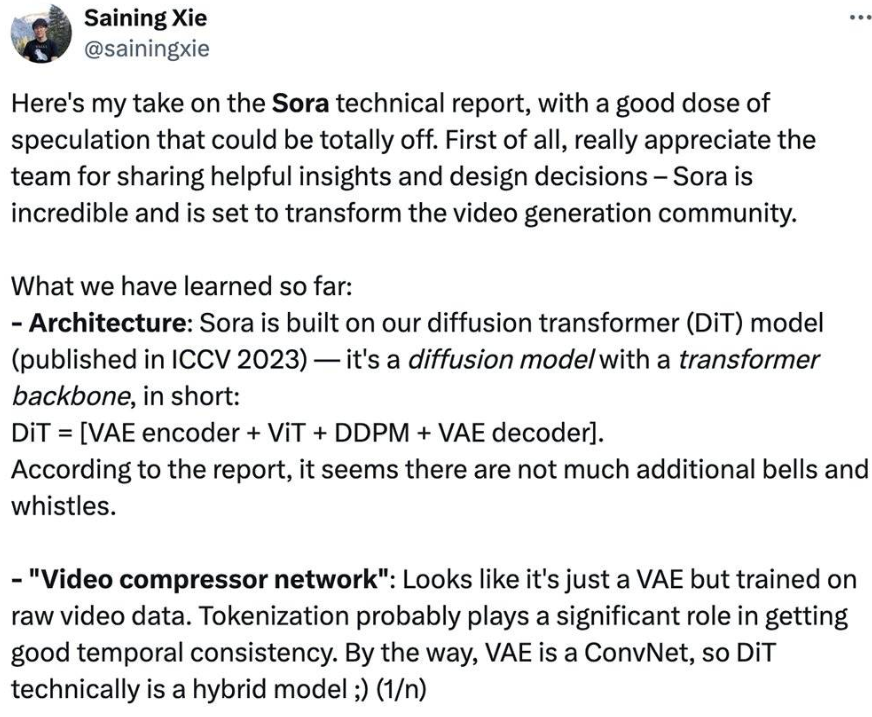 Saining Xie
@sainingxie
Here's my take on the Sora technical report, with a good dose of
speculation that could be totally off. First of all, really appreciate the
team for sharing helpful insights and design decisions – Sora is
incredible and is set to transform the video generation community.
What we have learned so far:
- Architecture: Sora is built on our diffusion transformer (DiT) model
(published in ICCV 2023) — it's a diffusion model with a transformer
backbone, in short:
DiT = [VAE encoder + ViT + DDPM + VAE decoder].
According to the report, it seems there are not much additional bells and
whistles.
- "Video compressor network": Looks like it's just a VAE but trained on
raw video data. Tokenization probably plays a significant role in getting
good temporal consistency. By the way, VAE is a ConvNet, so DiT
technically is a hybrid model ;) (1/n)